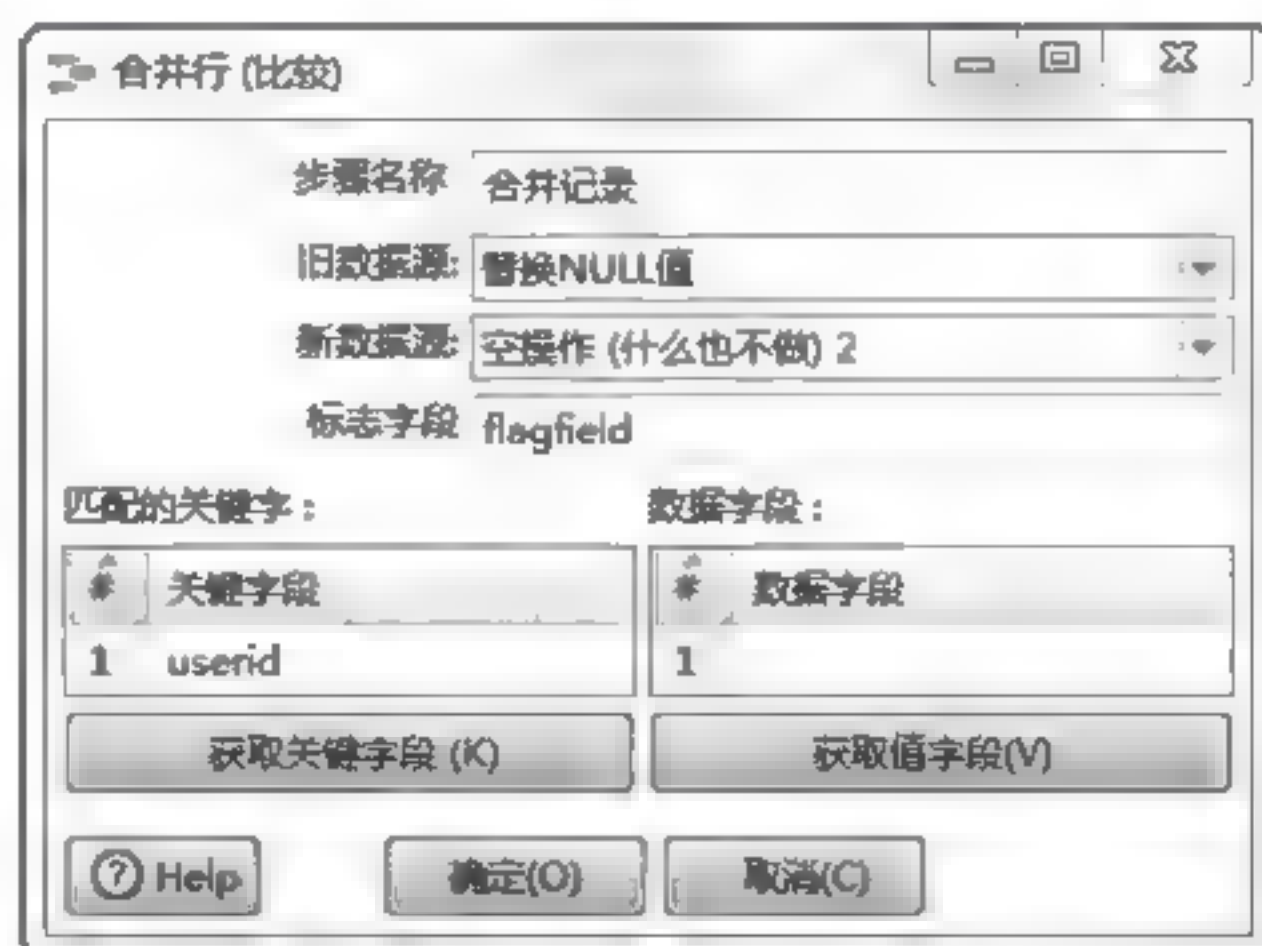 合并行 (比较)
步骤名称 合并记录
旧数据源: 替换NULL值
新数据源: 空操作 (什么也不做) 2
标志字段 flagfield
匹配的关键字: 数据字段:
# 关键字段 # 数据字段
1 userid 1
获取关键字段 (K) 获取值字段(V)
? Help 确定(O) 取消(C)